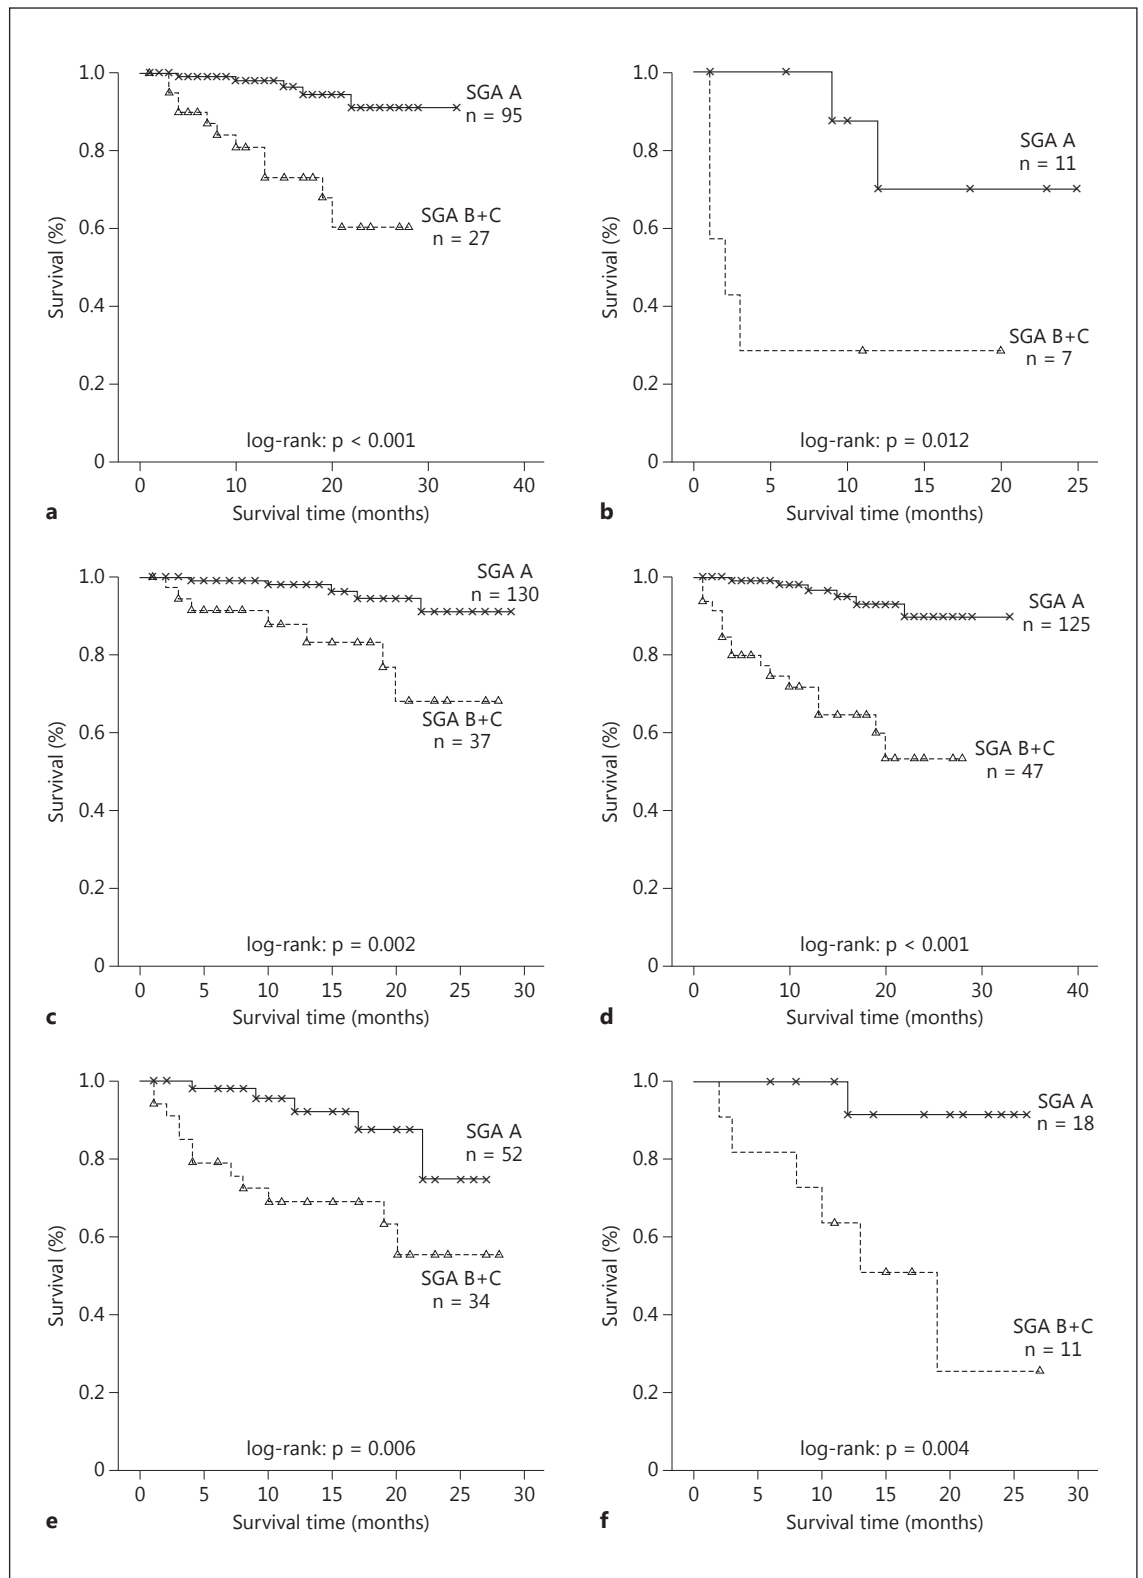 1.0
0.8
0.6
0.4
0.2
0
Survival (%)
SGA A
n = 95
SGA B+C
n = 27
log-rank: p < 0.001
0 10 20 30 40
a
Survival time (months)
1.0
0.8
0.6
0.4
0.2
0
Survival (%)
SGA A
n = 11
SGA B+C
n = 7
log-rank: p = 0.012
0 5 10 15 20 25
b
Survival time (months)
1.0
0.8
0.6
0.4
0.2
0
Survival (%)
SGA A
n = 130
SGA B+C
n = 37
log-rank: p = 0.002
0 5 10 15 20 25 30
c
Survival time (months)
1.0
0.8
0.6
0.4
0.2
0
Survival (%)
SGA A
n = 125
SGA B+C
n = 47
log-rank: p < 0.001
0 10 20 30 40
d
Survival time (months)
1.0
0.8
0.6
0.4
0.2
0
Survival (%)
SGA A
n = 52
SGA B+C
n = 34
log-rank: p = 0.006
0 5 10 15 20 25 30
e
Survival time (months)
1.0
0.8
0.6
0.4
0.2
0
Survival (%)
SGA A
n = 18
SGA B+C
n = 11
log-rank: p = 0.004
0 5 10 15 20 25 30
f
Survival time (months)